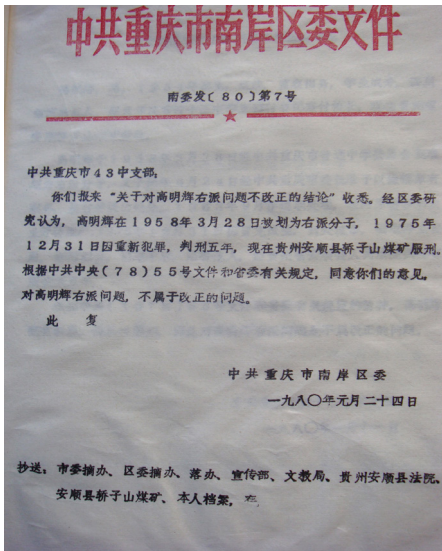 中共重庆市南岸区委文件
南委发〔80〕第7号
中共重庆市43中支部：
你们报来“关于对高明辉右派问题不改正的结论”收悉。经区委研
究认为，高明辉在1958年3月28日被划为右派分子，1975年
12月31日因重新犯罪，判刑五年，现在贵州安顺县轿子山煤矿服刑。
根据中共中央（78）55号文件和省委有关规定，同意你们的意见。
对高明辉右派问题，不属于改正的问题。
此 复
中共重庆市南岸区委
一九八〇年元月二十四日
抄送：市委摘办、区委摘办、落办、宣传部、文教局、贵州安顺县法院、
安顺县轿子山煤矿、本人档案，存